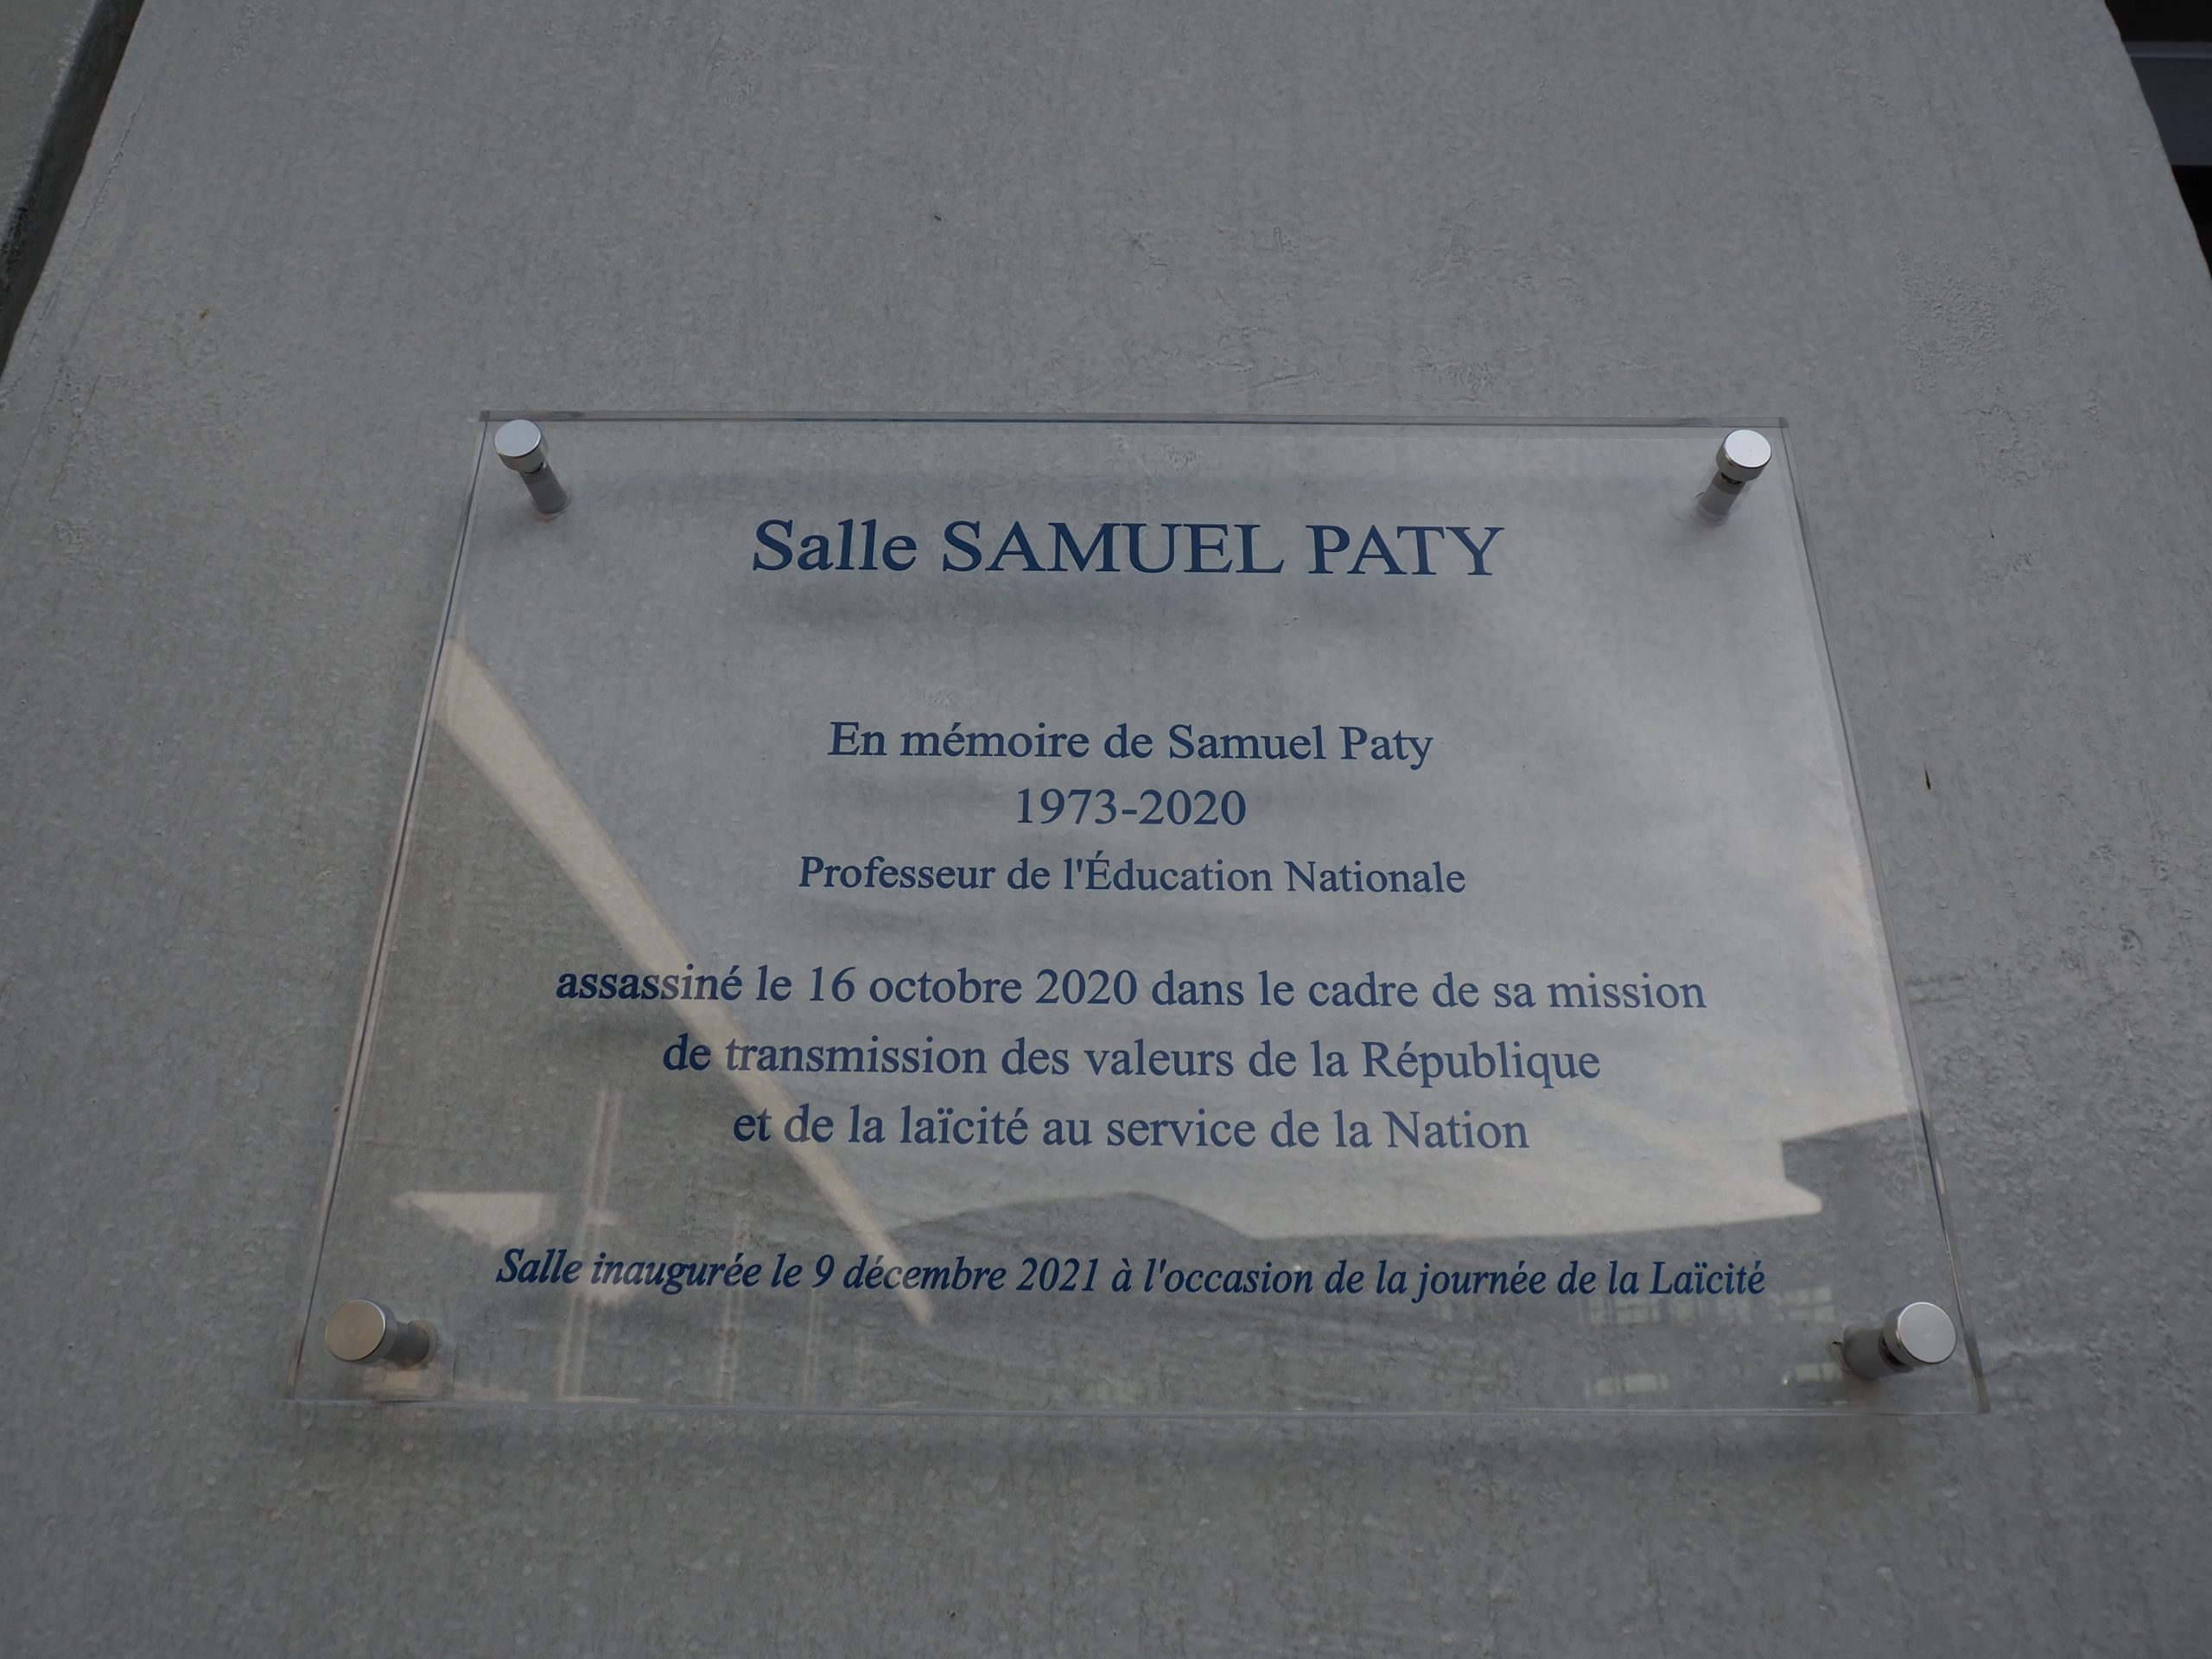 Salle SAMUEL PATY
En mémoire de Samuel Paty
1973-2020
Professeur de l'Éducation Nationale
assassiné le 16 octobre 2020 dans le cadre de sa mission
de transmission des valeurs de la République
et de la laïcité au service de la Nation
Salle inaugurée le 9 décembre 2021 à l'occasion de la journée de la Laïcité